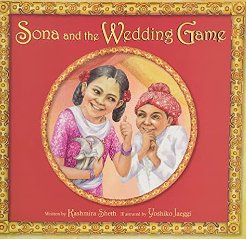 Sona and the Wedding Game
Written by Kashmira Sheth Illustrated by Yoshiko Jaeggi